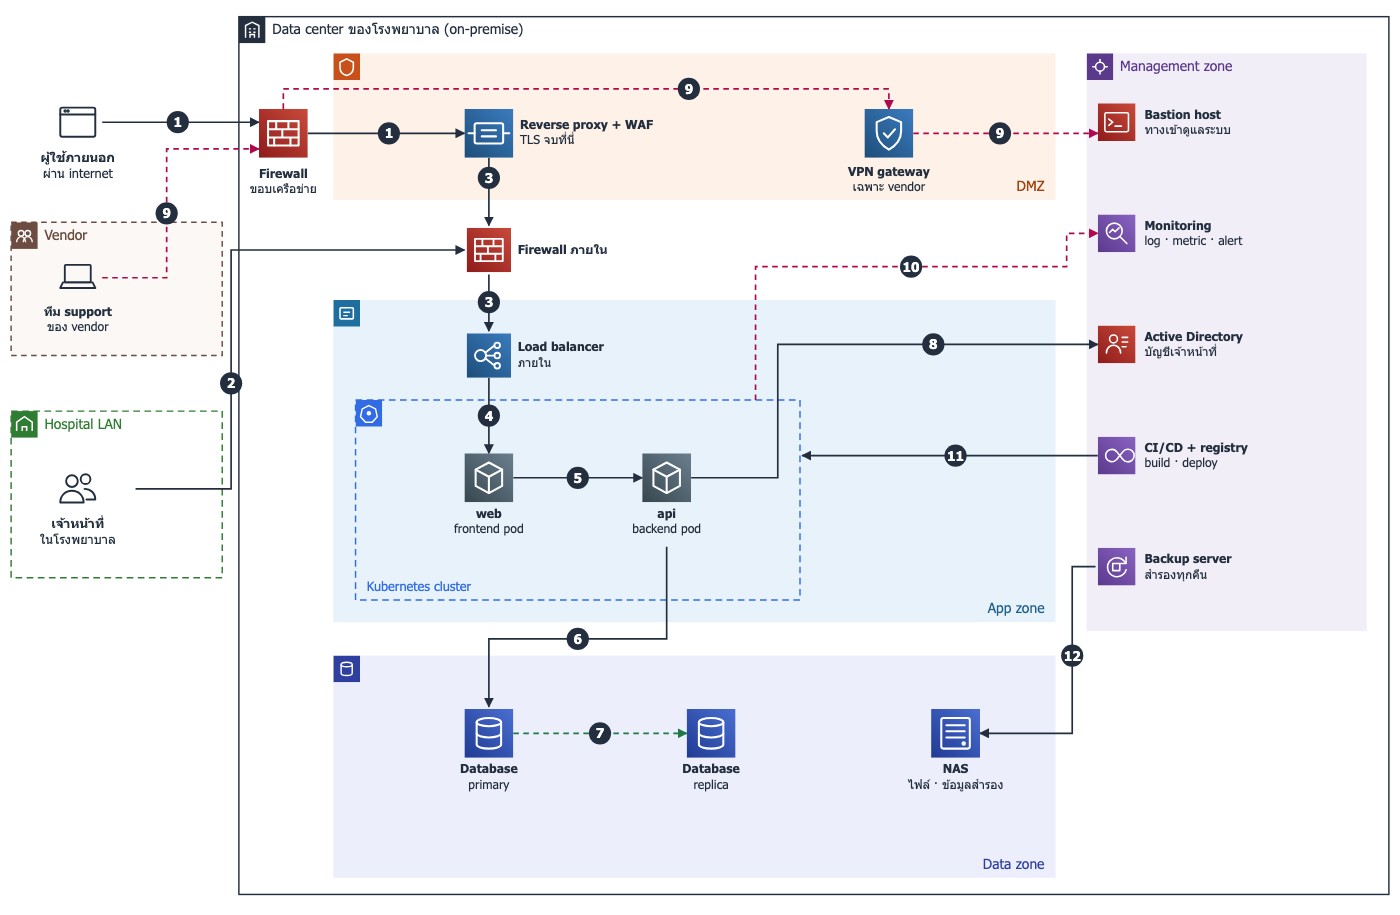 Data center ของโรงพยาบาล (on-premise)
Management zone
9
1
1
9
Reverse proxy + WAF
TLS จบที่นี่
Bastion host
ทางเข้าดูแลระบบ
ผู้ใช้ภายนอก
ผ่าน internet
Firewall
ขอบเครือข่าย
3
VPN gateway
เฉพาะ vendor
DMZ
9
Vendor
Monitoring
log · metric · alert
Firewall ภายใน
10
ทีม support
ของ vendor
3
Load balancer
ภายใน
8
Active Directory
บัญชีเจ้าหน้าที่
2
Hospital LAN
4
เจ้าหน้าที่
ในโรงพยาบาล
5
11
CI/CD + registry
build · deploy
web
frontend pod
api
backend pod
Kubernetes cluster
App zone
Backup server
สำรองทุกคืน
6
12
7
Database
primary
Database
replica
NAS
ไฟล์ · ข้อมูลสำรอง
Data zone